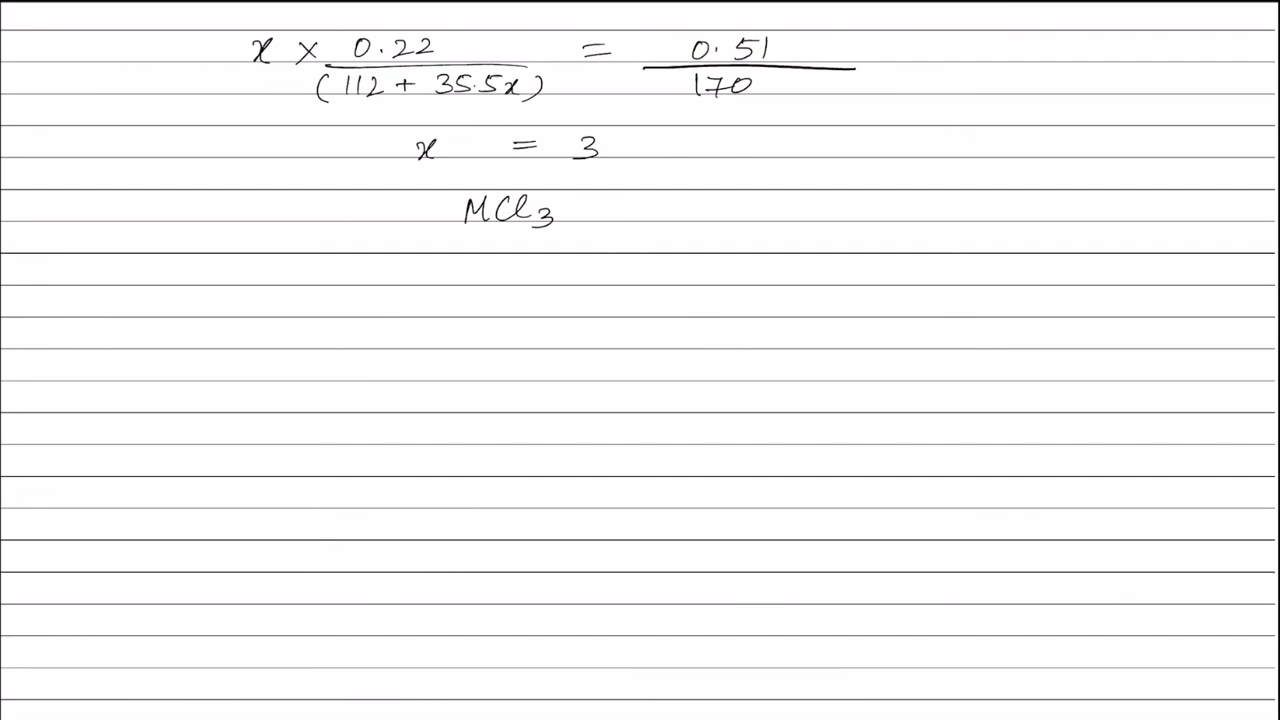 x × 0.22 / (112 + 35.5x) = 0.51 / 170
x = 3
MCl₃